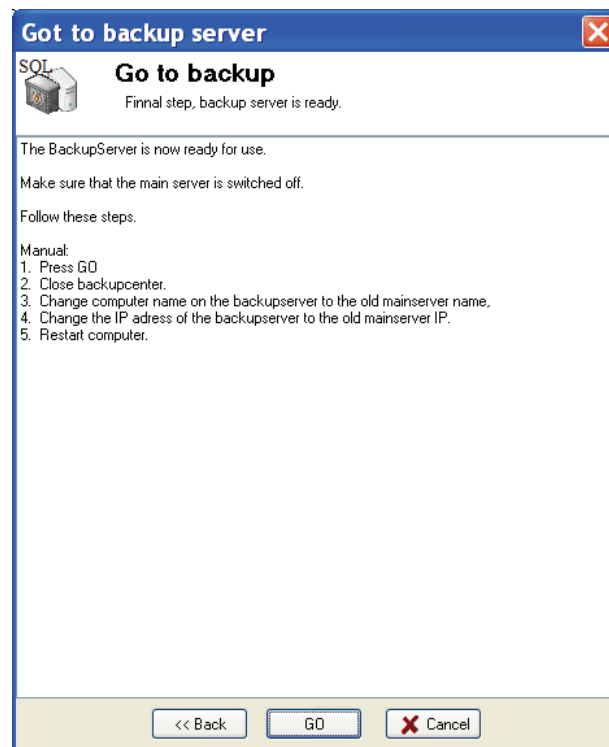 Got to backup server
SQL
Go to backup
Finnal step, backup server is ready.
The BackupServer is now ready for use.
Make sure that the main server is switched off.
Follow these steps.
Manual:
1. Press GO
2. Close backupcenter.
3. Change computer name on the backupserver to the old mainserver name,
4. Change the IP adress of the backupserver to the old mainserver IP.
5. Restart computer.
<< Back GO Cancel